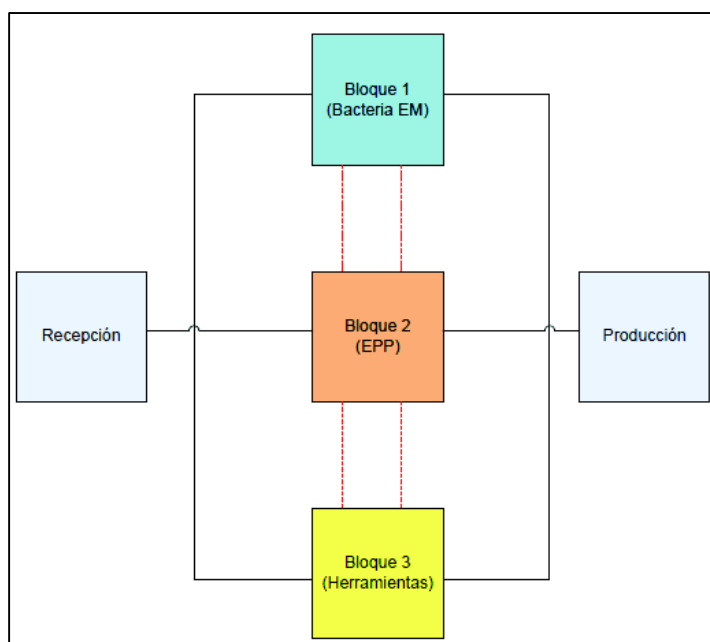 Bloque 1
(Bacteria EM)
Recepción
Bloque 2
(EPP)
Producción
Bloque 3
(Herramientas)